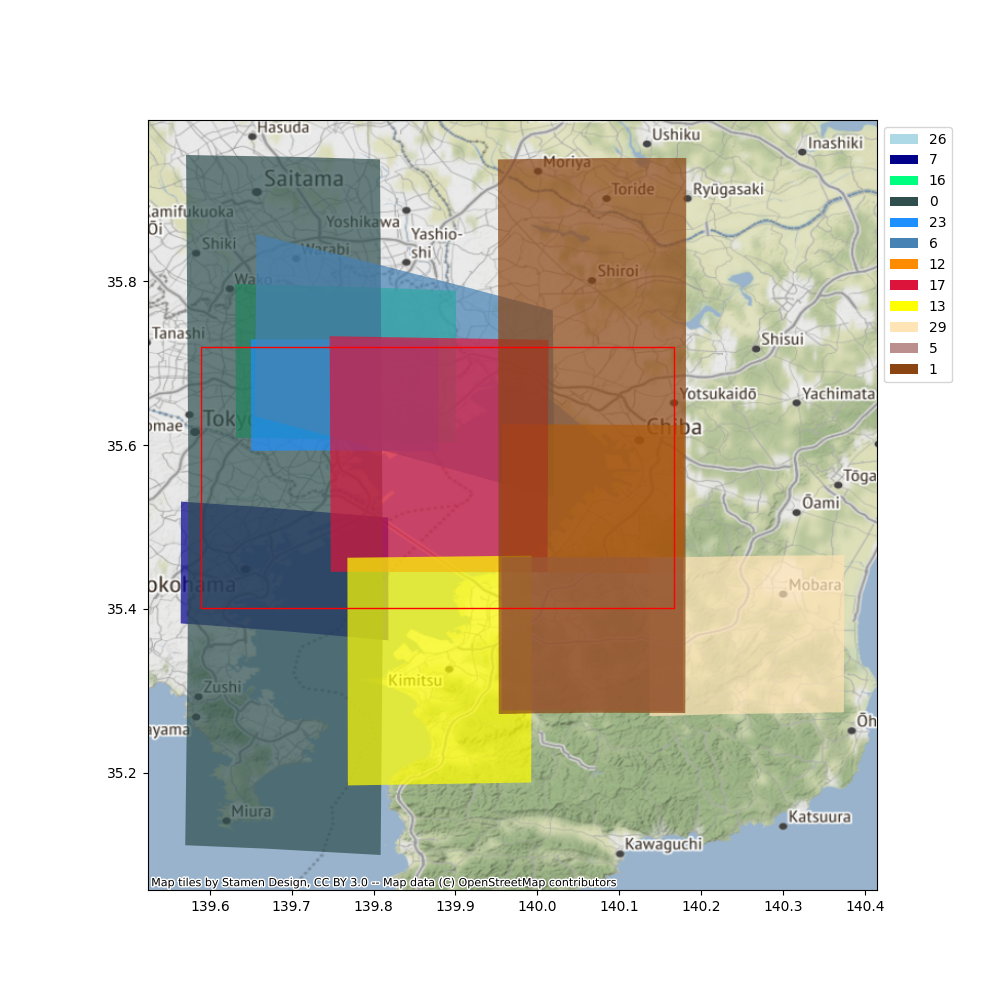 Hasuda
Ushiku
Inashiki
Moriya
Saitama
Toride
Ryūgasaki
Kamifukuoka
Ōi
Yoshikawa
Yashio-
shi
Shiki
Warabi
Wako
Shiroi
35.8
Tanashi
Shisui
Yotsukaidō
Yachimata
omae
Tokyo
Chiba
35.6
Tōga
Ōami
okohama
Mobara
35.4
Kimitsu
Zushi
ayama
Ōh
35.2
Miura
Katsuura
Kawaguchi
Map tiles by Stamen Design, CC BY 3.0 -- Map data (C) OpenStreetMap contributors
139.6 139.7 139.8 139.9 140.0 140.1 140.2 140.3 140.4
26
7
16
0
23
6
12
17
13
29
5
1